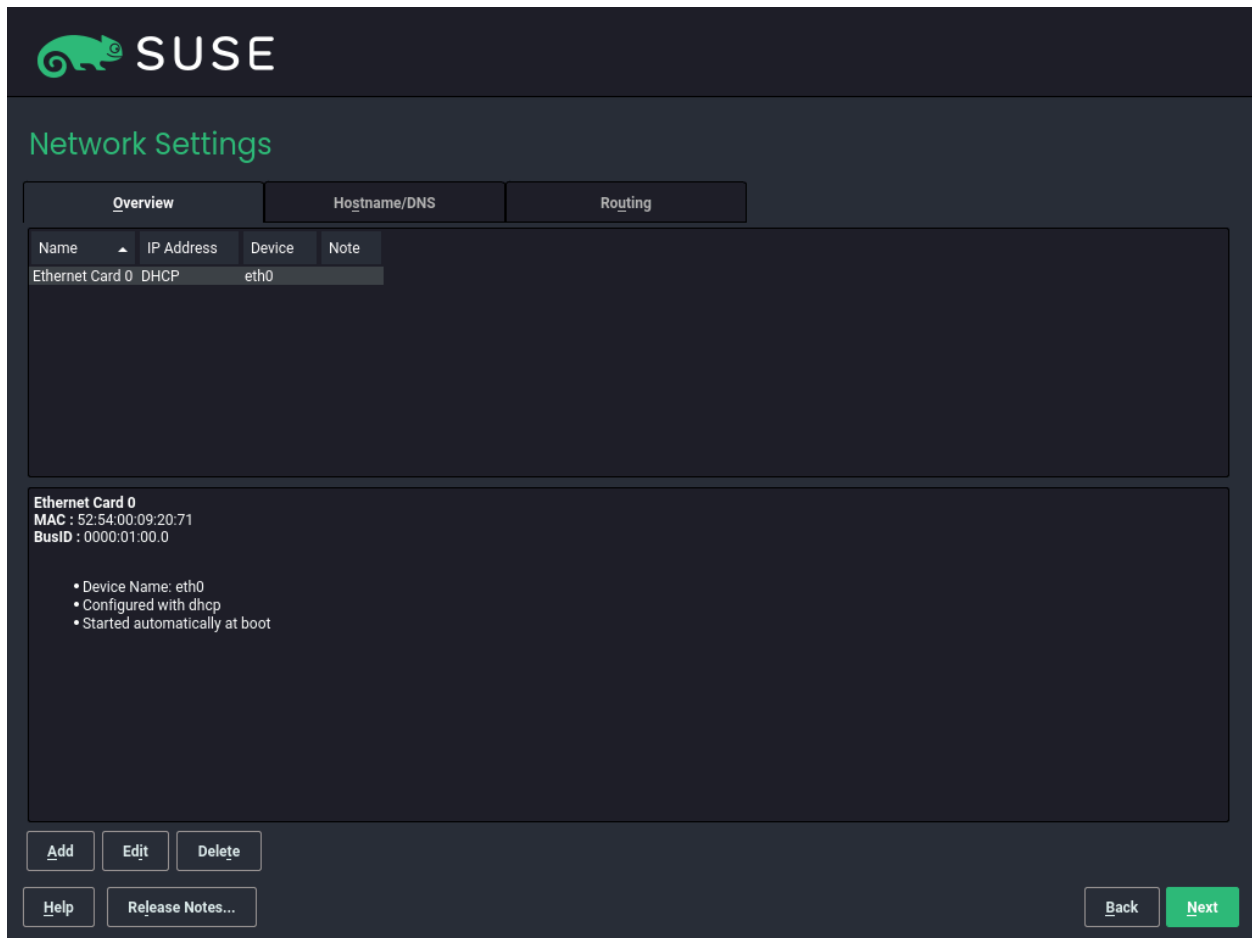 SUSE
Network Settings
Overview Hostname/DNS Routing
Name IP Address Device Note
Ethernet Card 0 DHCP eth0
Ethernet Card 0
MAC : 52:54:00:09:20:71
BusID : 0000:01:00.0
• Device Name: eth0
• Configured with dhcp
• Started automatically at boot
Add Edit Delete
Help Release Notes... Back Next